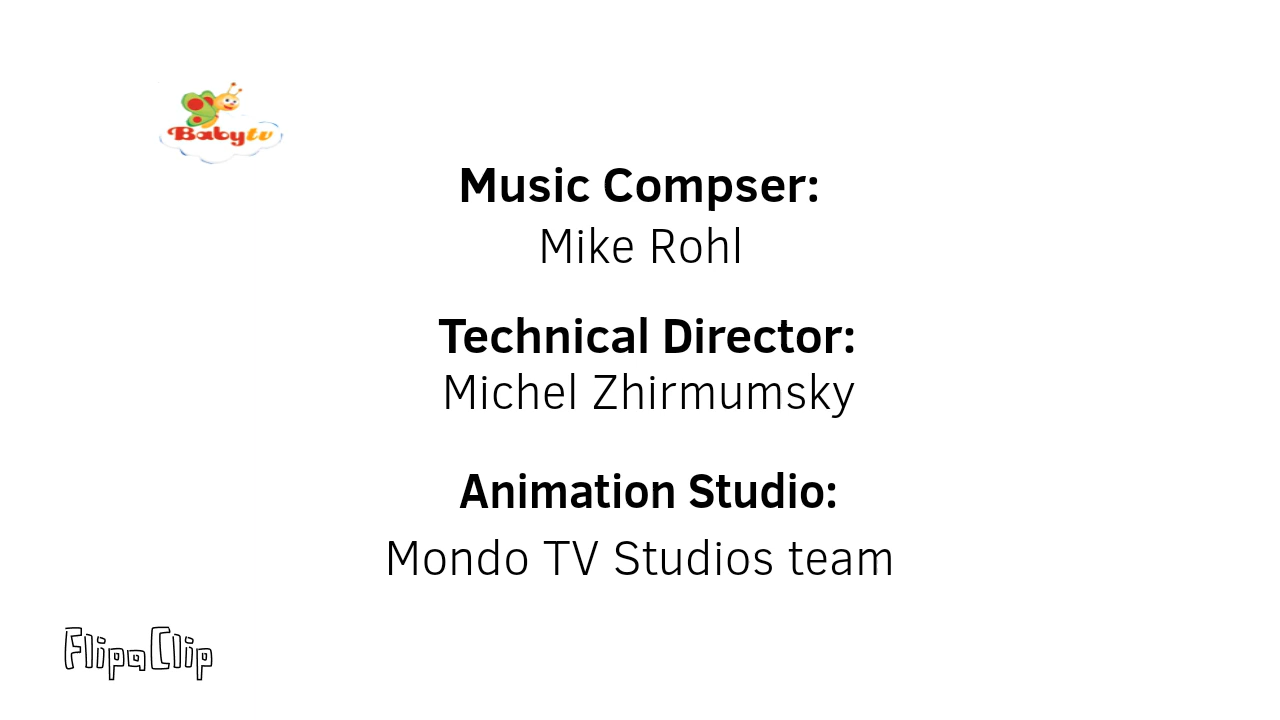 Babytv
Music Compser:
Mike Rohl
Technical Director:
Michel Zhirmumsky
Animation Studio:
Mondo TV Studios team
FlipaClip